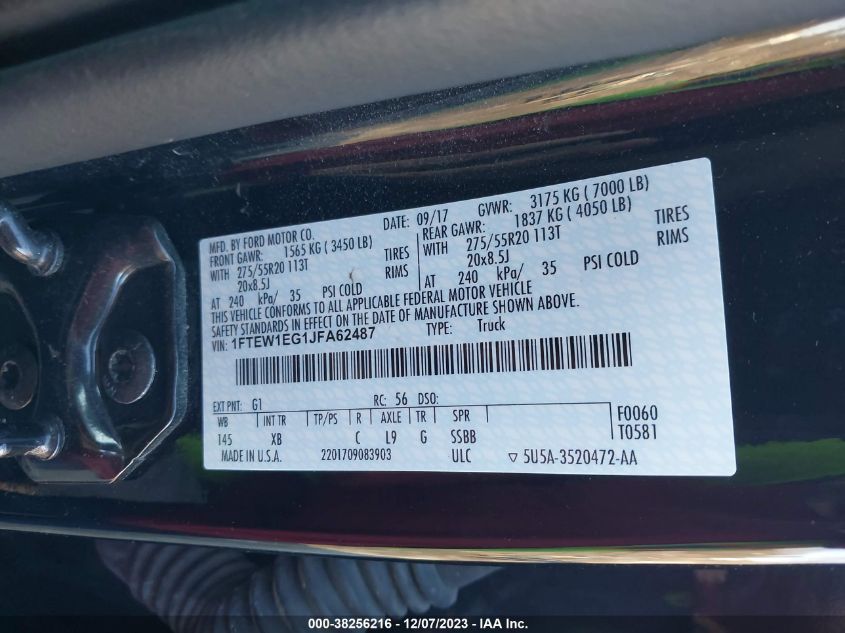 MFD. BY FORD MOTOR CO.
DATE: 09/17 GVWR: 3175 KG ( 7000 LB)
FRONT GAWR: 1565 KG ( 3450 LB)
WITH 275/55R20 113T TIRES
20x8.5J RIMS
AT 240 kPa/ 35 PSI COLD
REAR GAWR: 1837 KG ( 4050 LB)
WITH 275/55R20 113T TIRES
20x8.5J RIMS
AT 240 kPa/ 35 PSI COLD
THIS VEHICLE CONFORMS TO ALL APPLICABLE FEDERAL MOTOR VEHICLE
SAFETY STANDARDS IN EFFECT ON THE DATE OF MANUFACTURE SHOWN ABOVE.
VIN: 1FTEW1EG1JFA62487 TYPE: Truck
EXT PNT: G1 RC: 56 DSO:
WB INT TR TP/PS R AXLE TR SPR F0060
145 XB C L9 G SSBB T0581
MADE IN U.S.A. 2201709083903 ULC ▽ 5U5A-3520472-AA
000-38256216 - 12/07/2023 - IAA Inc.